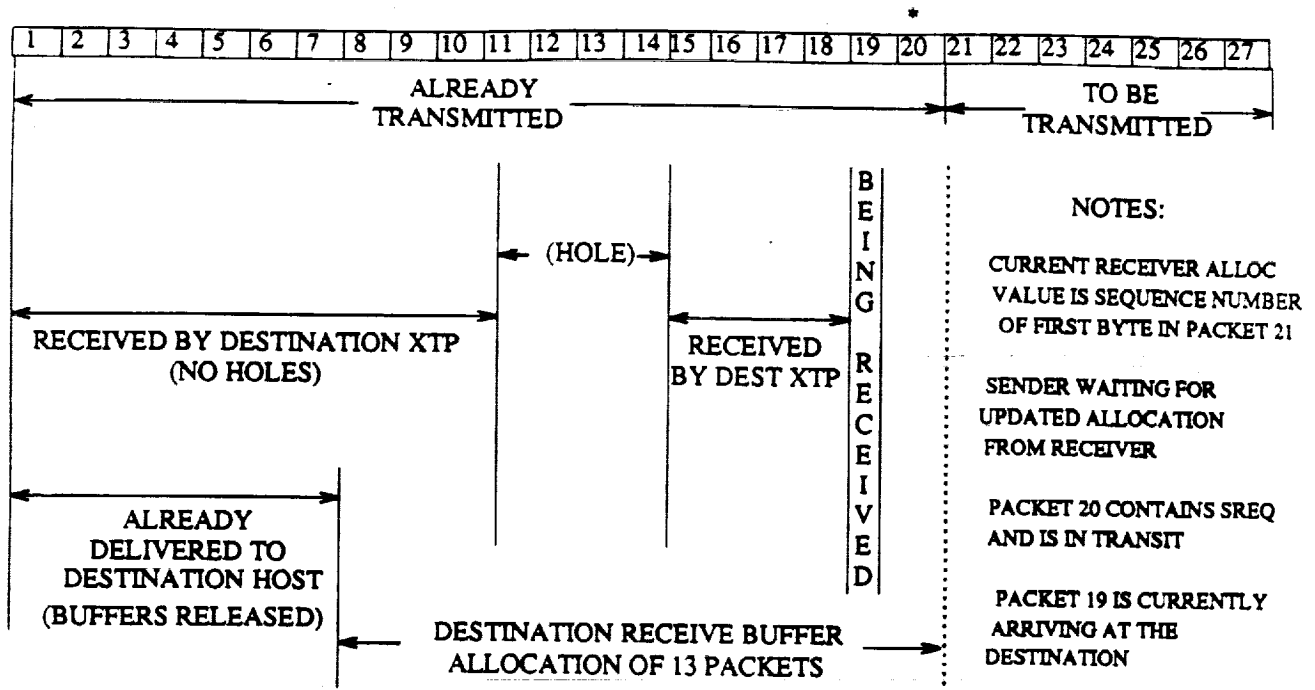 *
1 2 3 4 5 6 7 8 9 10 11 12 13 14 15 16 17 18 19 20 21 22 23 24 25 26 27
ALREADY
TRANSMITTED
TO BE
TRANSMITTED
(HOLE)
RECEIVED BY DESTINATION XTP
(NO HOLES)
RECEIVED
BY DEST XTP
BEING RECEIVED
ALREADY
DELIVERED TO
DESTINATION HOST
(BUFFERS RELEASED)
DESTINATION RECEIVE BUFFER
ALLOCATION OF 13 PACKETS
NOTES:
CURRENT RECEIVER ALLOC
VALUE IS SEQUENCE NUMBER
OF FIRST BYTE IN PACKET 21
SENDER WAITING FOR
UPDATED ALLOCATION
FROM RECEIVER
PACKET 20 CONTAINS SREQ
AND IS IN TRANSIT
PACKET 19 IS CURRENTLY
ARRIVING AT THE
DESTINATION